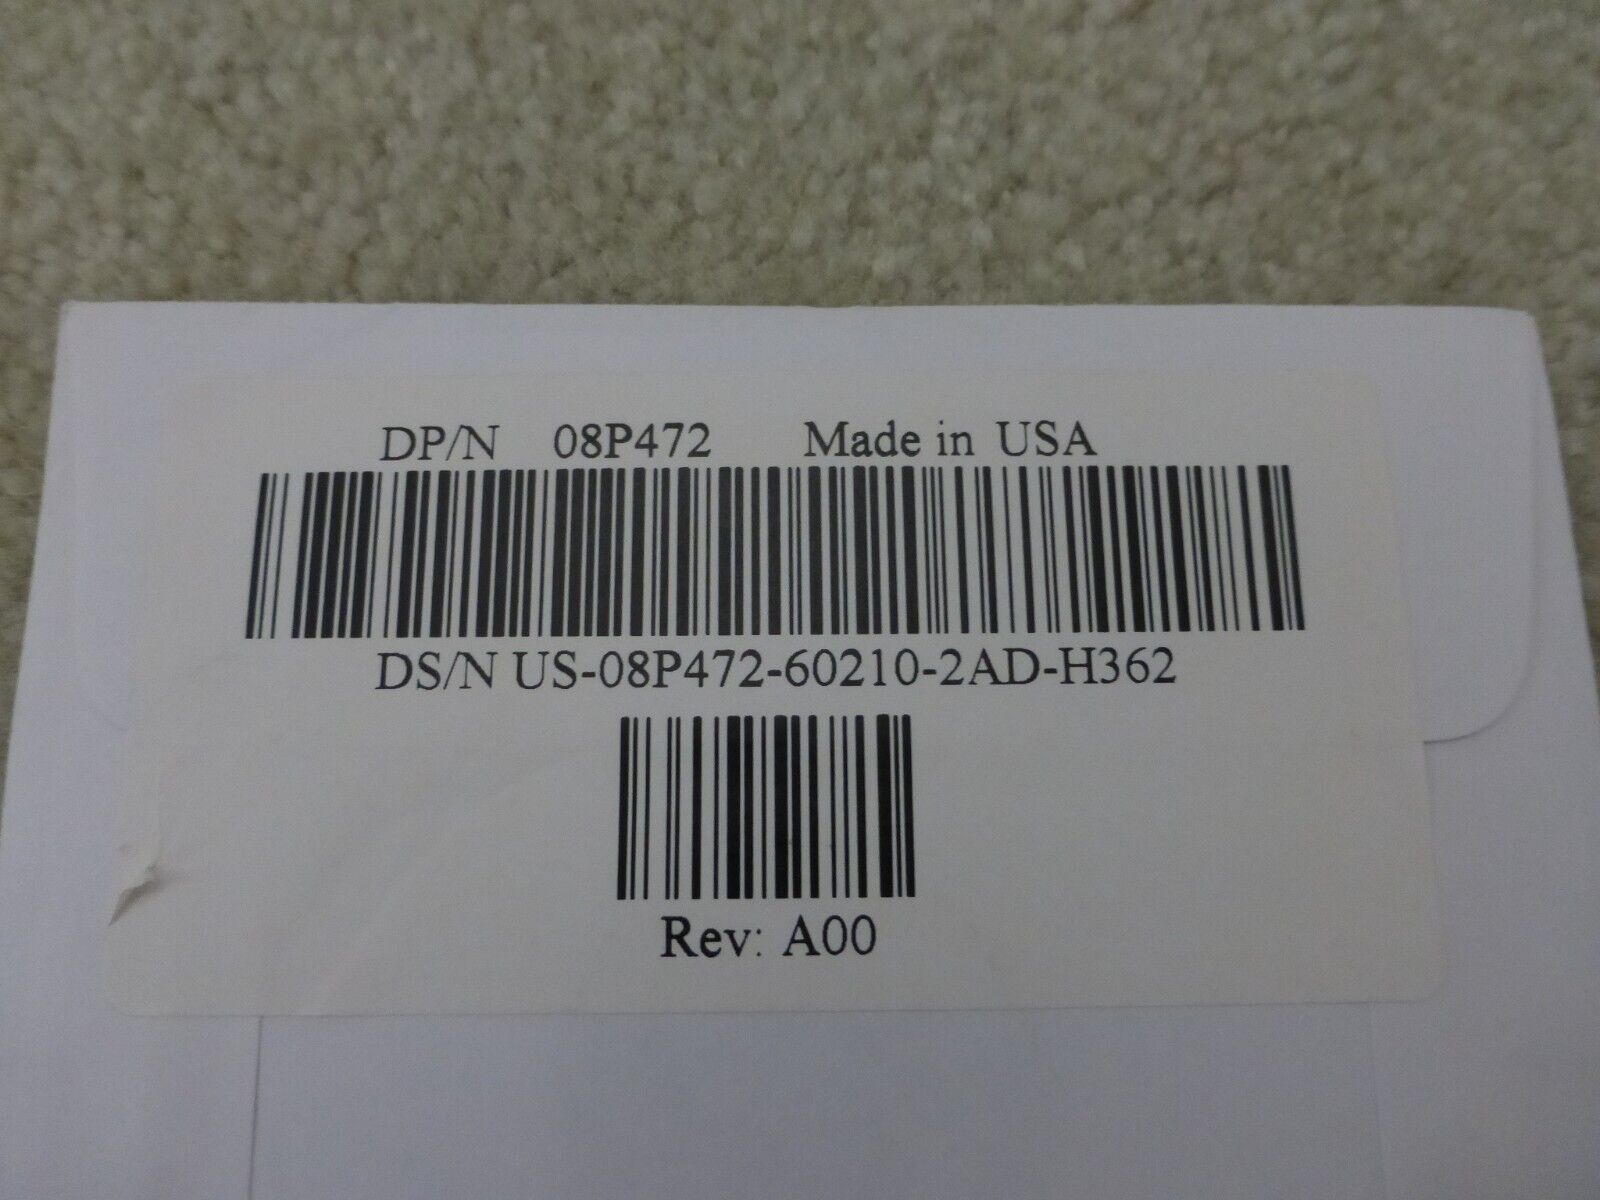 DP/N 08P472 Made in USA
DS/N US-08P472-60210-2AD-H362
Rev: A00